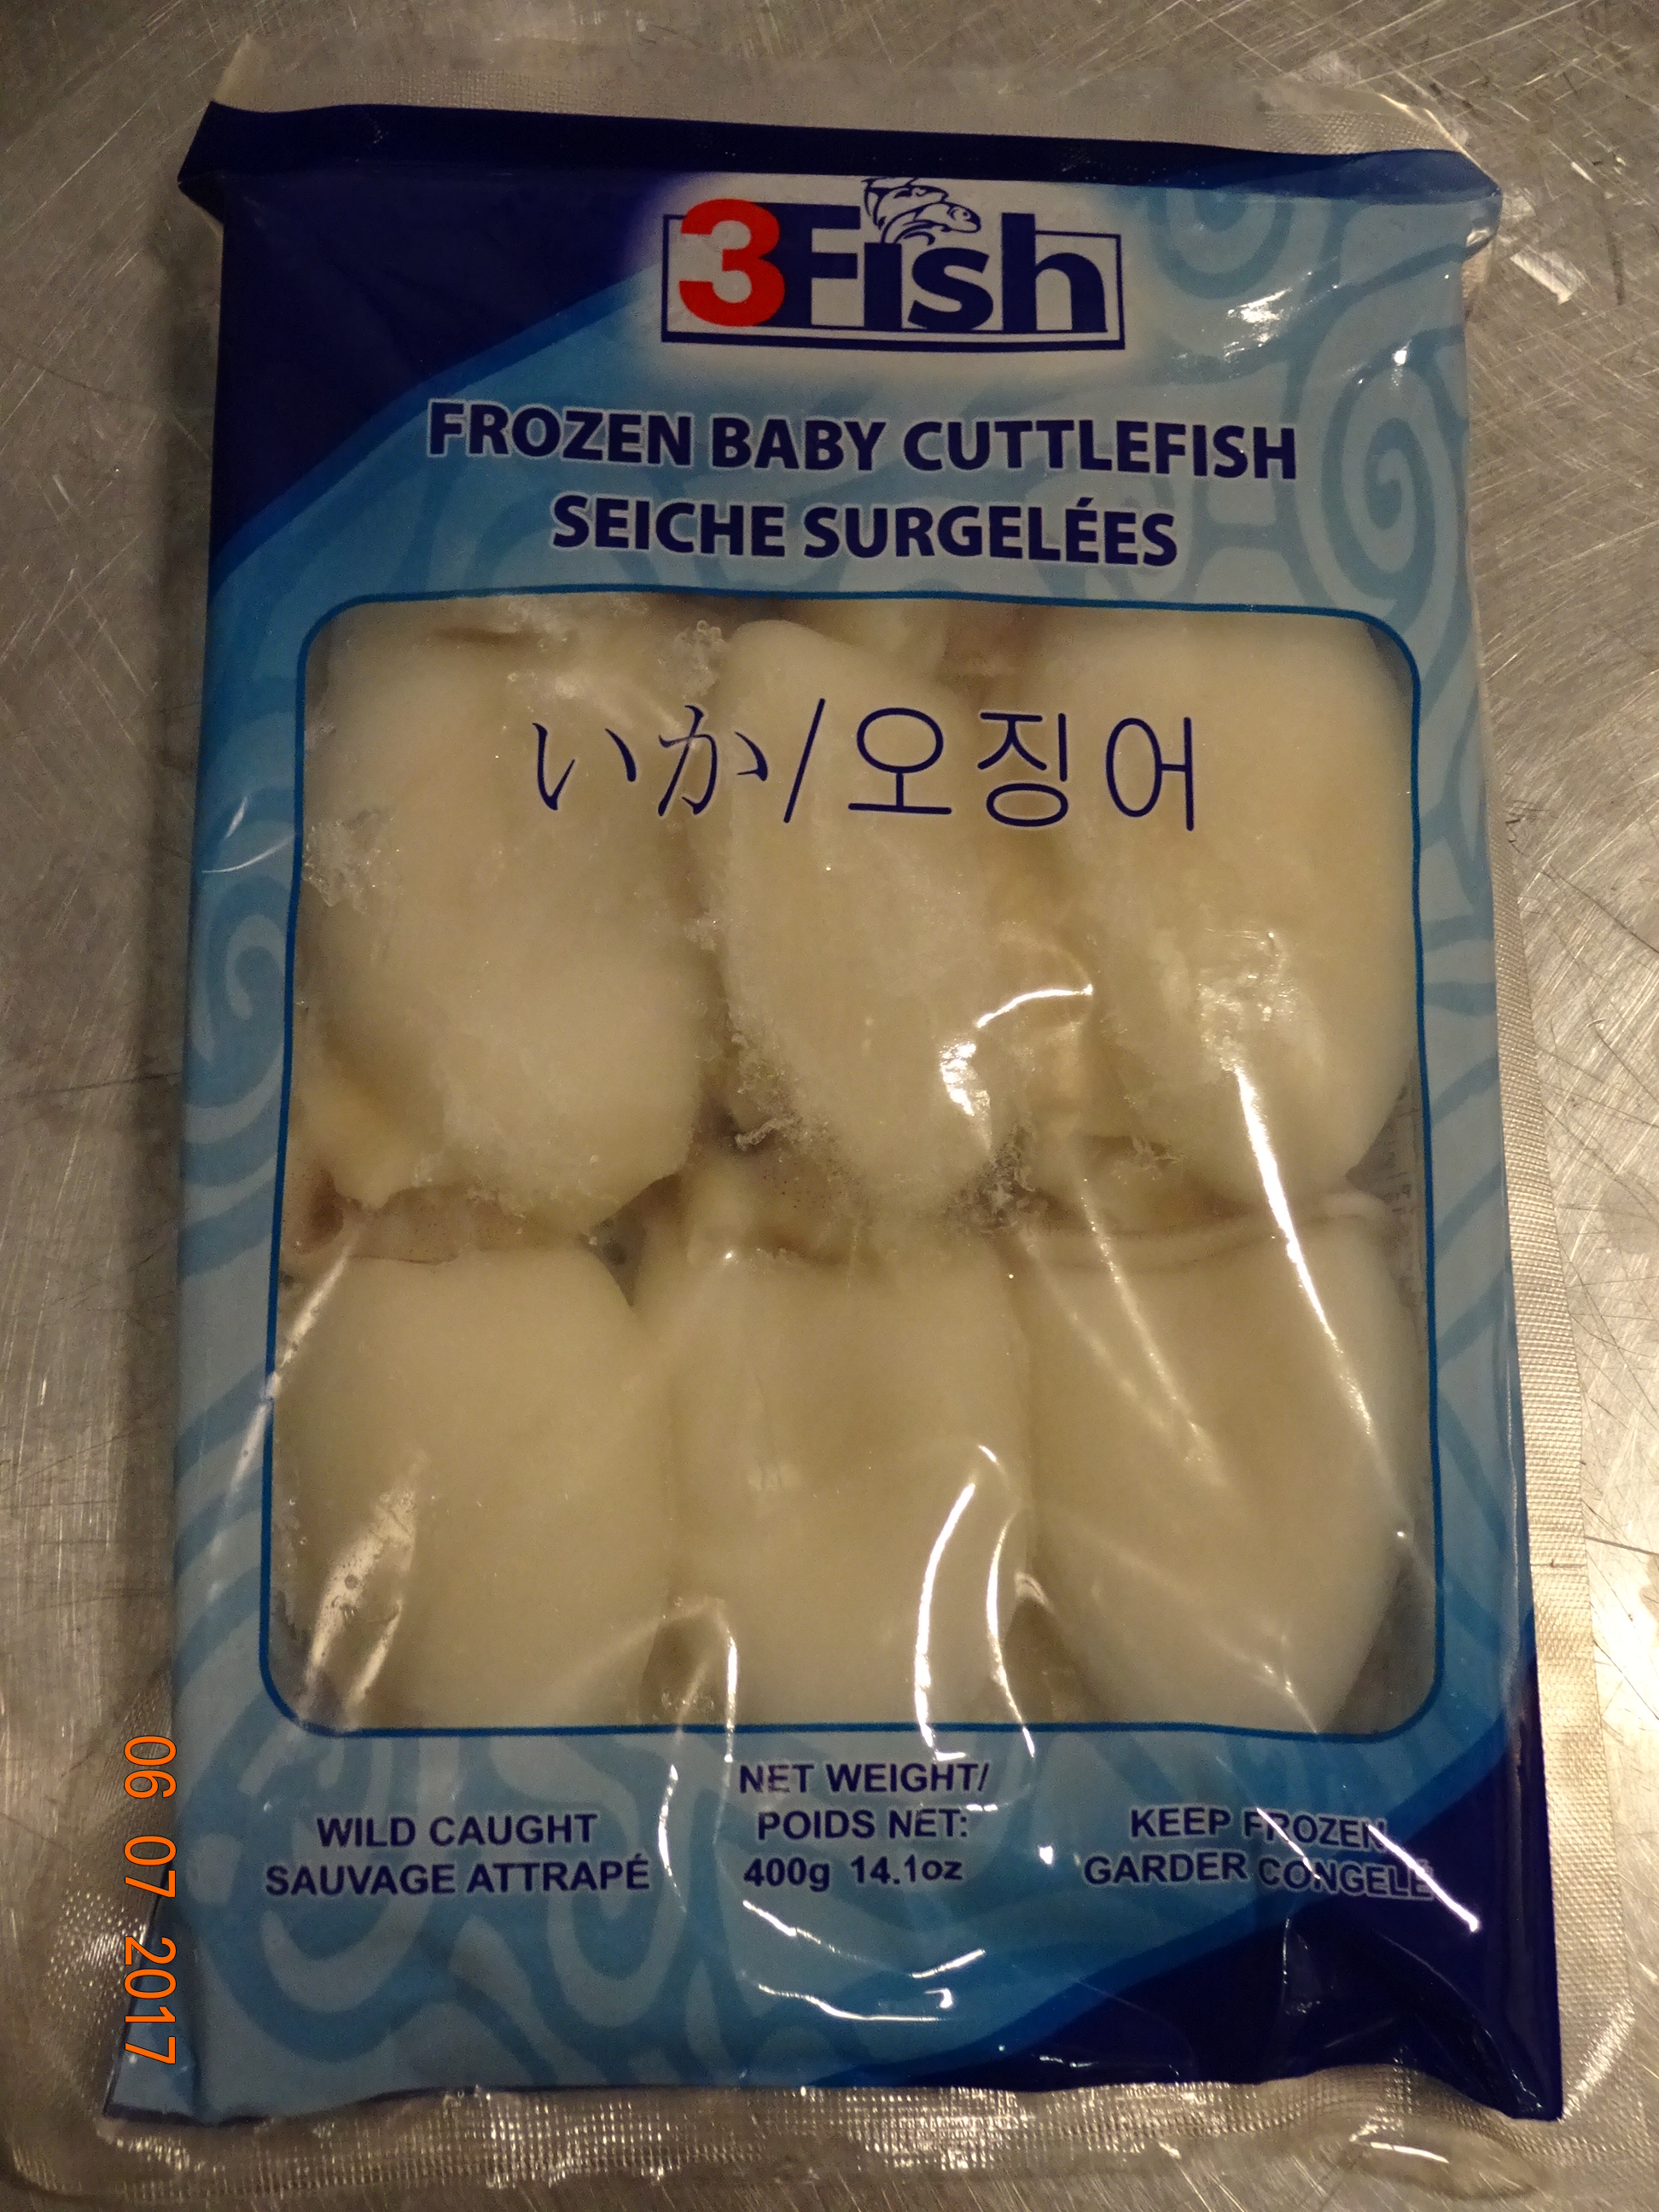 3Fish
FROZEN BABY CUTTLEFISH
SEICHE SURGELÉES
いか/오징어
WILD CAUGHT
SAUVAGE ATTRAPÉ
NET WEIGHT/
POIDS NET:
400g 14.1oz
KEEP FROZEN
GARDER CONGELÉ
06 07 2017